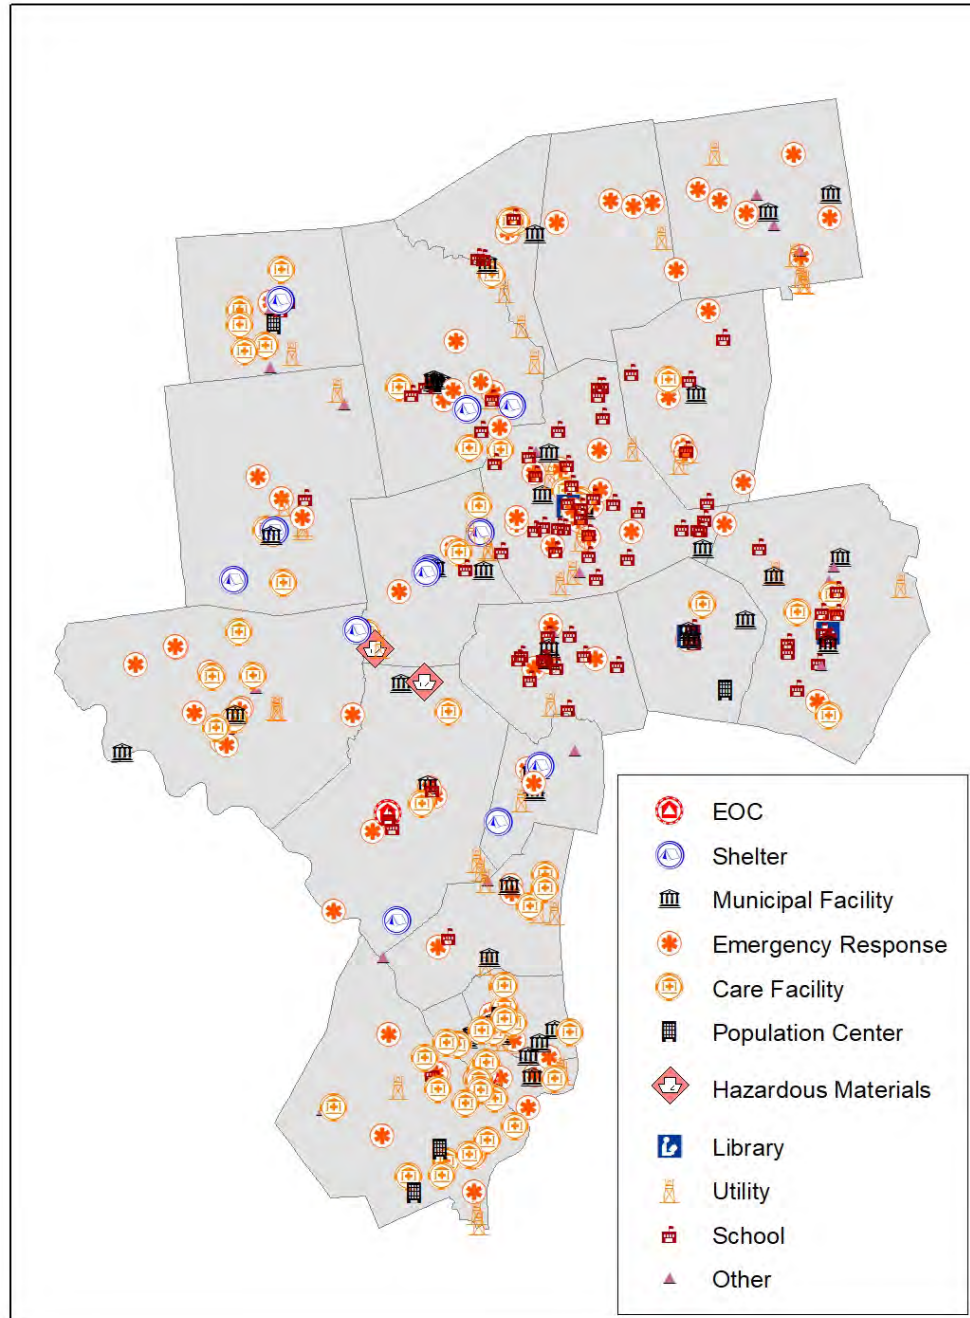 EOC
Shelter
Municipal Facility
Emergency Response
Care Facility
Population Center
Hazardous Materials
Library
Utility
School
Other